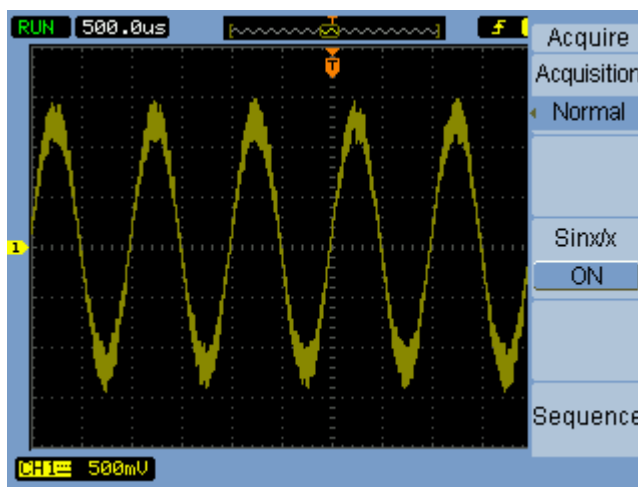 RUN 500.0us
T
T
Acquire
Acquisition
Normal
1
Sinx/x
ON
Sequence
CH1 500mV